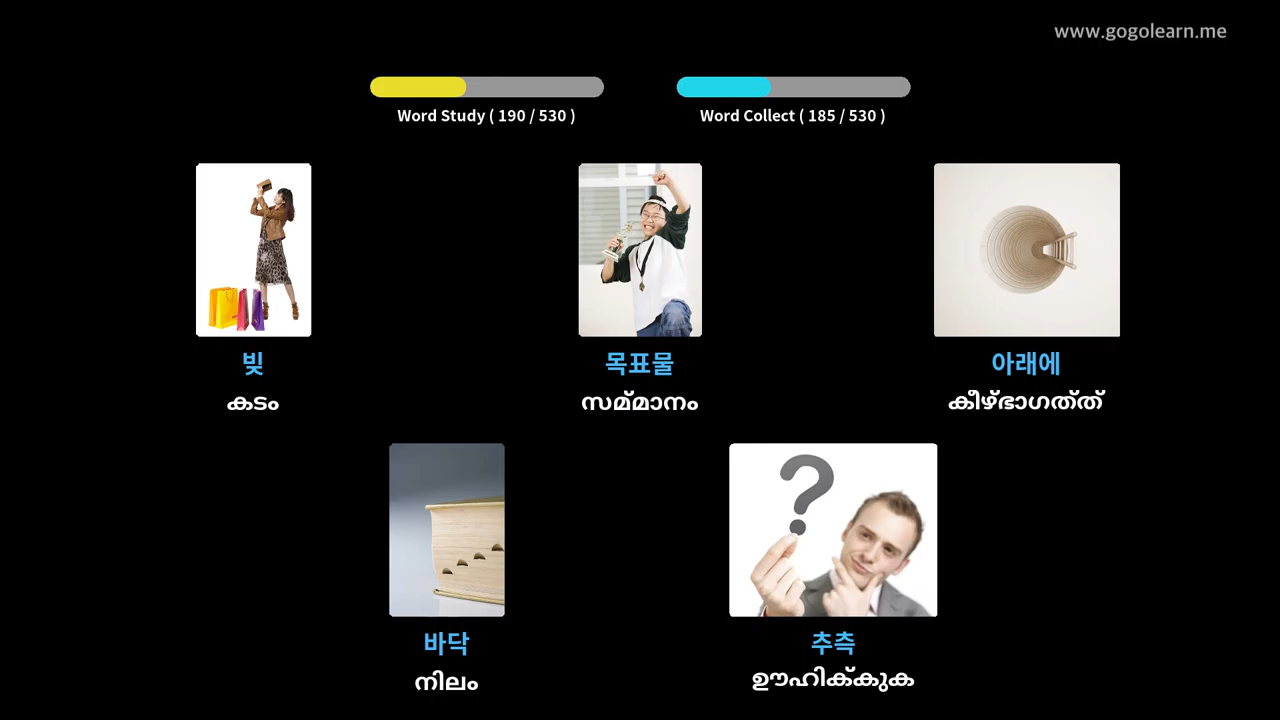 www.gogolearn.me
Word Study ( 190 / 530 )
Word Collect ( 185 / 530 )
빚
목표물
아래에
കടം
സമ്മാനം
കീഴ്ഭാഗത്ത്
바닥
추측
നിലം
ഊഹിക്കുക